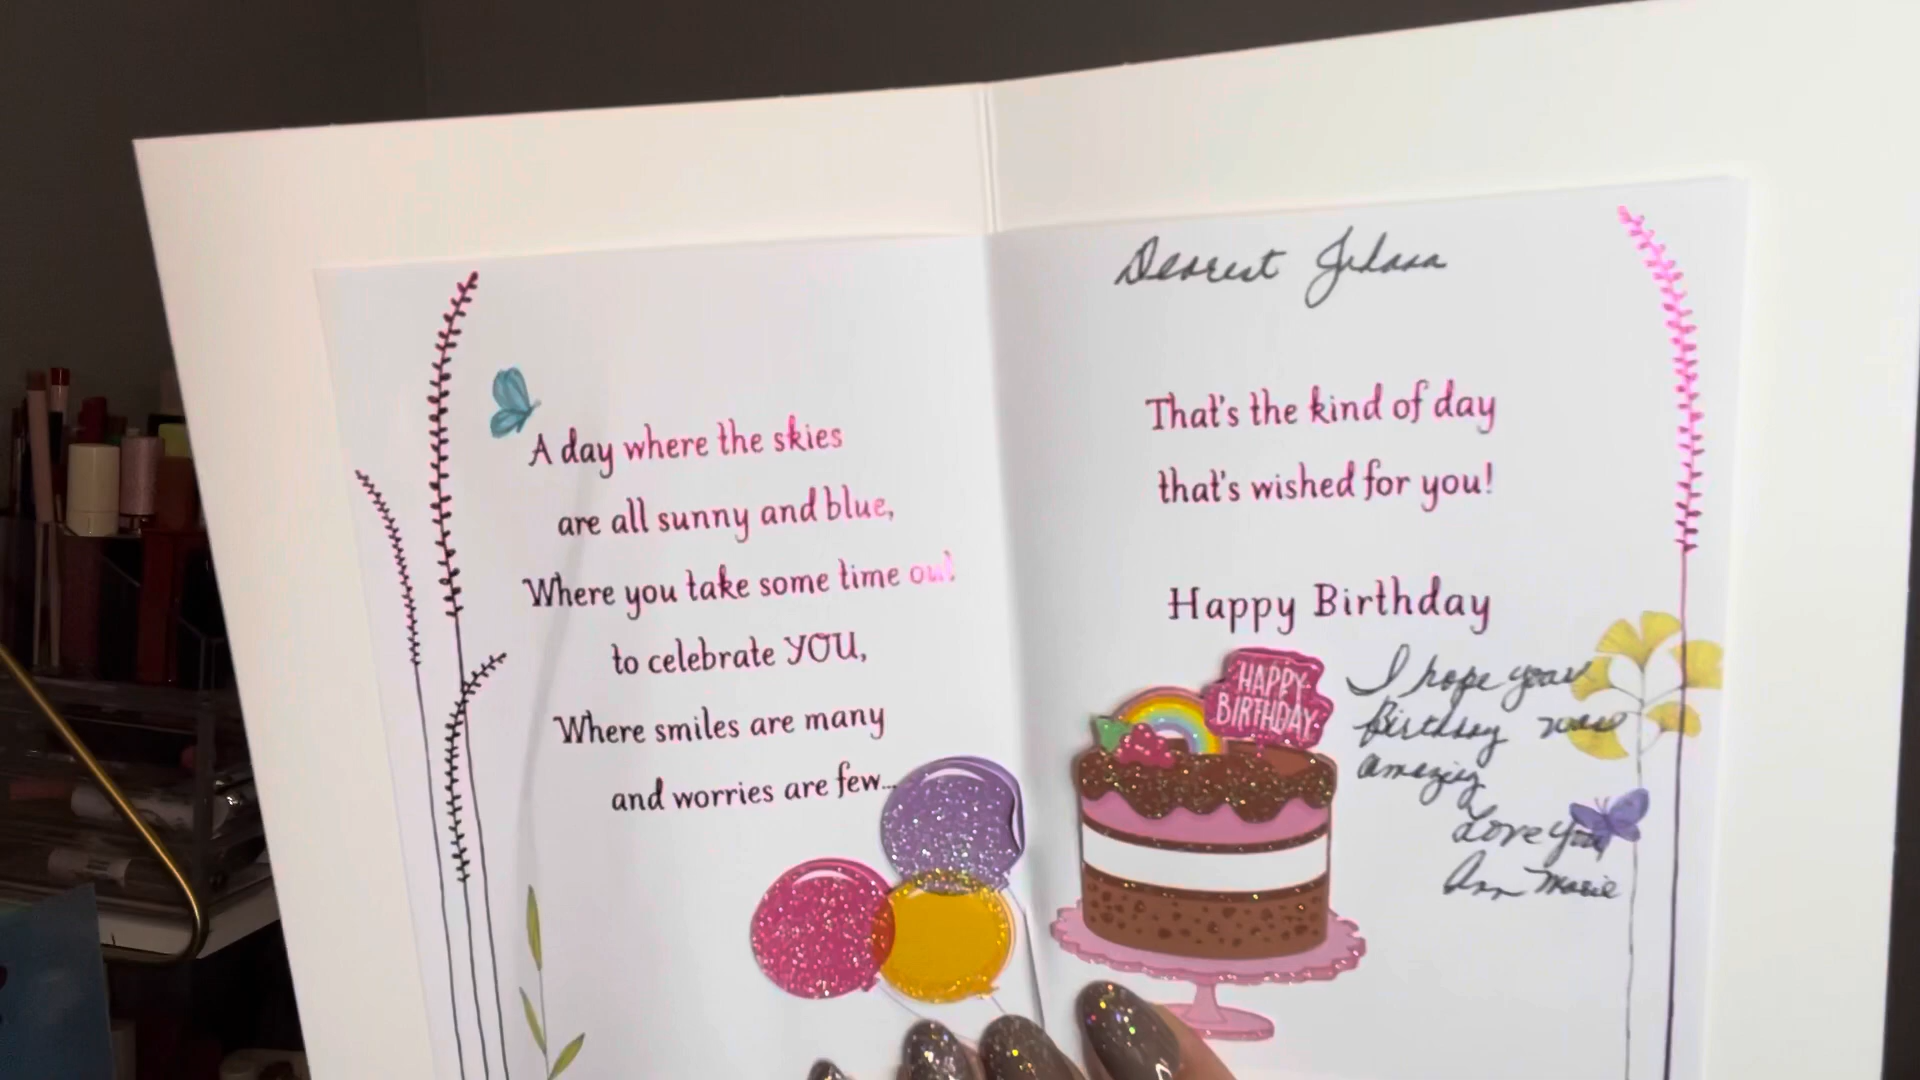 A day where the skies
are all sunny and blue,
Where you take some time out
to celebrate YOU,
Where smiles are many
and worries are few...
Dearest
That's the kind of day
that's wished for you!
Happy Birthday
HAPPY
BIRTHDAY
I hope your
Birthday was
amazing
Love You
Ann Marie